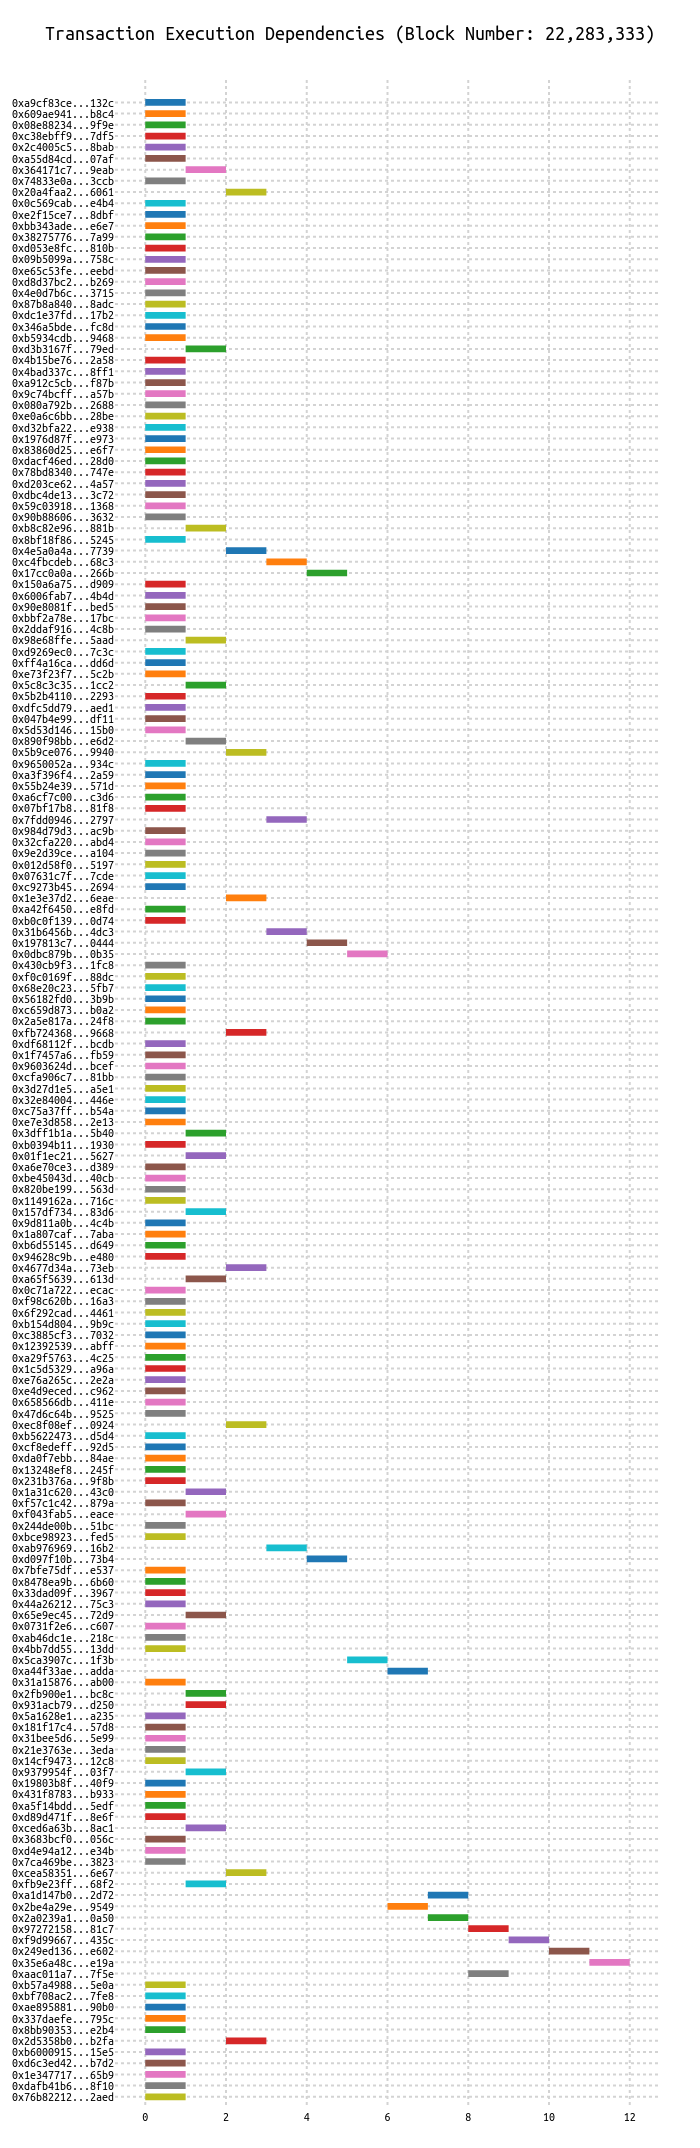 Transaction Execution Dependencies (Block Number: 22,283,333)
0xa9cf83ce...132c
0x609ae941...b8c4
0x08e88234...9f9e
0xc38ebff9...7df5
0x2c4005c5...8bab
0xa55d84cd...07af
0x364171c7...9eab
0x74833e0a...3ccb
0x20a4faa2...6061
0x0c569cab...e4b4
0xe2f15ce7...8dbf
0xbb343ade...e6e7
0x38275776...7a99
0xd053e8fc...810b
0x09b5099a...758c
0xe65c53fe...eebd
0xd8d37bc2...b269
0x4e0d7b6c...3715
0x87b8a840...8adc
0xdc1e37fd...17b2
0x346a5bde...fc8d
0xb5934cdb...9468
0xd3b3167f...79ed
0x4b15be76...2a58
0x4bad337c...8ff1
0xa912c5cb...f87b
0x9c74bcff...a57b
0x080a792b...2688
0xe0a6c6bb...28be
0xd32bfa22...e938
0x1976d87f...e973
0x83860d25...e6f7
0xdacf46ed...28d0
0x78bd8340...747e
0xd203ce62...4a57
0xdbc4de13...3c72
0x59c03918...1368
0x90b88606...3632
0xb8c82e96...881b
0x8bf18f86...5245
0x4e5a0a4a...7739
0xc4fbcdeb...68c3
0x17cc0a0a...266b
0x150a6a75...d909
0x6006fab7...4b4d
0x90e8081f...bed5
0xbbf2a78e...17bc
0x2ddaf916...4c8b
0x98e68ffe...5aad
0xd9269ec0...7c3c
0xff4a16ca...dd6d
0xe73f23f7...5c2b
0x5c8c3c35...1cc2
0x5b2b4110...2293
0xdfc5dd79...aed1
0x047b4e99...df11
0x5d53d146...15b0
0x890f98bb...e6d2
0x5b9ce076...9940
0x9650052a...934c
0xa3f396f4...2a59
0x55b24e39...571d
0xa6cf7c00...c3d6
0x07bf17b8...81f8
0x7fdd0946...2797
0x984d79d3...ac9b
0x32cfa220...abd4
0x9e2d39ce...a104
0x012d58f0...5197
0x07631c7f...7cde
0xc9273b45...2694
0x1e3e37d2...6eae
0xa42f6450...e8fd
0xb0c0f139...0d74
0x31b6456b...4dc3
0x197813c7...0444
0x0dbc879b...0b35
0x430cb9f3...1fc8
0xf0c0169f...88dc
0x68e20c23...5fb7
0x56182fd0...3b9b
0xc659d873...b0a2
0x2a5e817a...24f8
0xfb724368...9668
0xdf68112f...bcdb
0x1f7457a6...fb59
0x9603624d...bcef
0xcfa906c7...81bb
0x3d27d1e5...a5e1
0x32e84004...446e
0xc75a37ff...b54a
0xe7e3d858...2e13
0x3dff1b1a...5b40
0xb0394b11...1930
0x01f1ec21...5627
0xa6e70ce3...d389
0xbe45043d...40cb
0x820be199...563d
0x1149162a...716c
0x157df734...83d6
0x9d811a0b...4c4b
0x1a807caf...7aba
0xb6d55145...d649
0x94628c9b...e480
0x4677d34a...73eb
0xa65f5639...613d
0x0c71a722...ecac
0xf98c620b...16a3
0x6f292cad...4461
0xb154d804...9b9c
0xc3885cf3...7032
0x12392539...abff
0xa29f5763...4c25
0x1c5d5329...a96a
0xe76a265c...2e2a
0xe4d9eced...c962
0x658566db...411e
0x47d6c64b...9525
0xec8f08ef...0924
0xb5622473...d5d4
0xcf8edeff...92d5
0xda0f7ebb...84ae
0x13248ef8...245f
0x231b376a...9f8b
0x1a31c620...43c0
0xf57c1c42...879a
0xf043fab5...eace
0x244de00b...51bc
0xbce98923...fed5
0xab976969...16b2
0xd097f10b...73b4
0x7bfe75df...e537
0x8478ea9b...6b60
0x33dad09f...3967
0x44a26212...75c3
0x65e9ec45...72d9
0x0731f2e6...c607
0xab46dc1e...218c
0x4bb7dd55...13dd
0x5ca3907c...1f3b
0xa44f33ae...adda
0x31a15876...ab00
0x2fb900e1...bc8c
0x931acb79...d250
0x5a1628e1...a235
0x181f17c4...57d8
0x31bee5d6...5e99
0x21e3763e...3eda
0x14cf9473...12c8
0x9379954f...03f7
0x19803b8f...40f9
0x431f8783...b933
0xa5f14bdd...5edf
0xd89d471f...8e6f
0xced6a63b...8ac1
0x3683bcf0...056c
0xd4e94a12...e34b
0x7ca469be...3823
0xcea58351...6e67
0xfb9e23ff...68f2
0xa1d147b0...2d72
0x2be4a29e...9549
0x2a0239a1...0a50
0x97272158...81c7
0xf9d99667...435c
0x249ed136...e602
0x35e6a48c...e19a
0xaac011a7...7f5e
0xb57a4988...5e0a
0xbf708ac2...7fe8
0xae895881...90b0
0x337daefe...795c
0x8bb90353...e2b4
0x2d5358b0...b2fa
0xb6000915...15e5
0xd6c3ed42...b7d2
0x1e347717...65b9
0xdafb41b6...8f10
0x76b82212...2aed
0 2 4 6 8 10 12